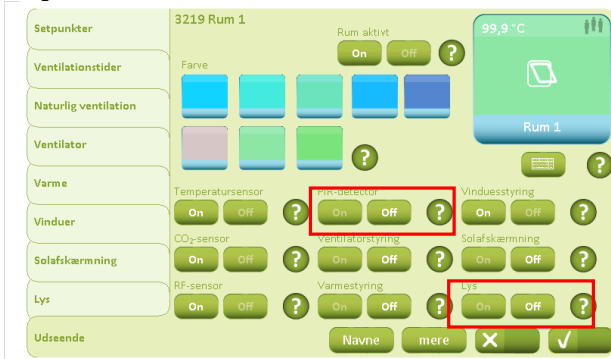 Setpunkter
Ventilationstider
Naturlig ventilation
Ventilator
Varme
Vinduer
Solafskærmning
Lys
Udseende
3219 Rum 1
Rum aktivt
On Off ?
Farve
?
99,9 °C
Rum 1
?
Temperatursensor PIR-detector Vinduesstyring
On Off ? On Off ? On Off ?
CO₂-sensor Ventilatorstyring Solafskærmning
On Off ? On Off ? On Off ?
RF-sensor Varmestyring Lys
On Off ? On Off ? On Off ?
Navne mere